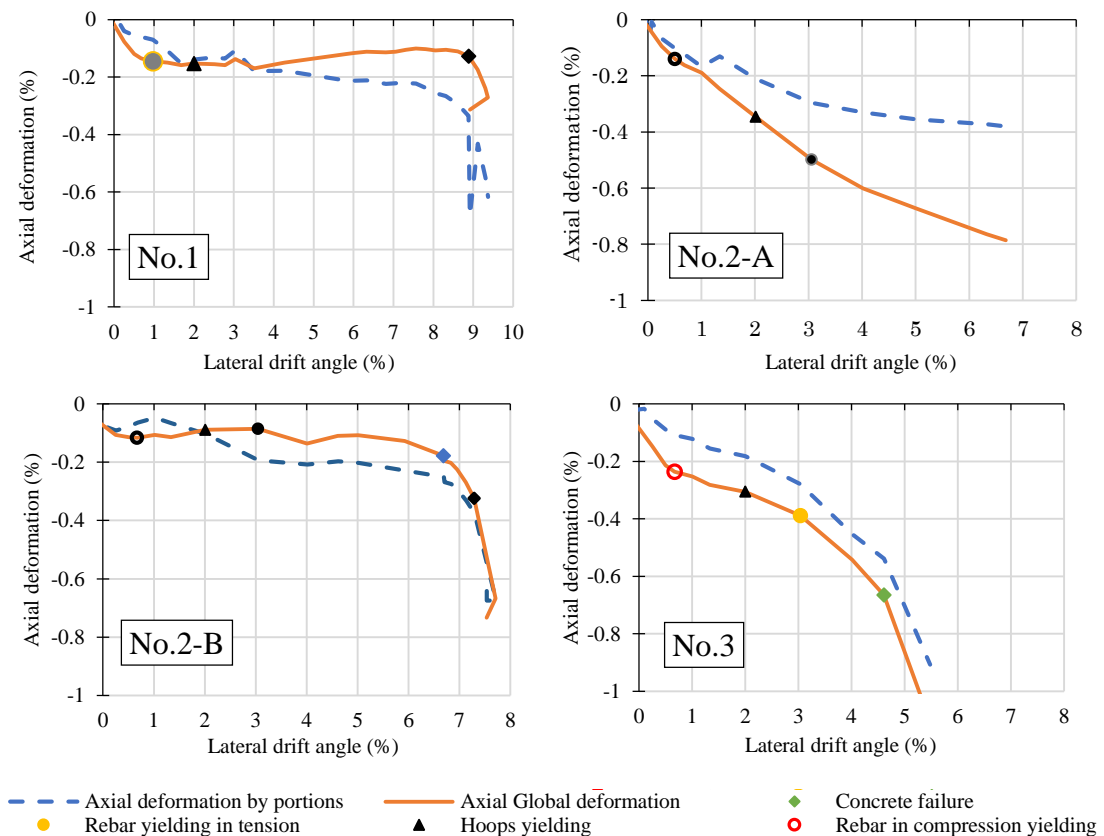 0
-0.2
-0.4
-0.6
-0.8
-1
Axial deformation (%)
No.1
0 1 2 3 4 5 6 7 8 9 10
Lateral drift angle (%)
0
-0.2
-0.4
-0.6
-0.8
-1
Axial deformation (%)
No.2-A
0 1 2 3 4 5 6 7 8
Lateral drift angle (%)
0
-0.2
-0.4
-0.6
-0.8
-1
Axial deformation (%)
No.2-B
0 1 2 3 4 5 6 7 8
Lateral drift angle (%)
0
-0.2
-0.4
-0.6
-0.8
-1
Axial deformation (%)
No.3
0 1 2 3 4 5 6 7 8
Lateral drift angle (%)
Axial deformation by portions Axial Global deformation Concrete failure
Rebar yielding in tension Hoops yielding Rebar in compression yielding